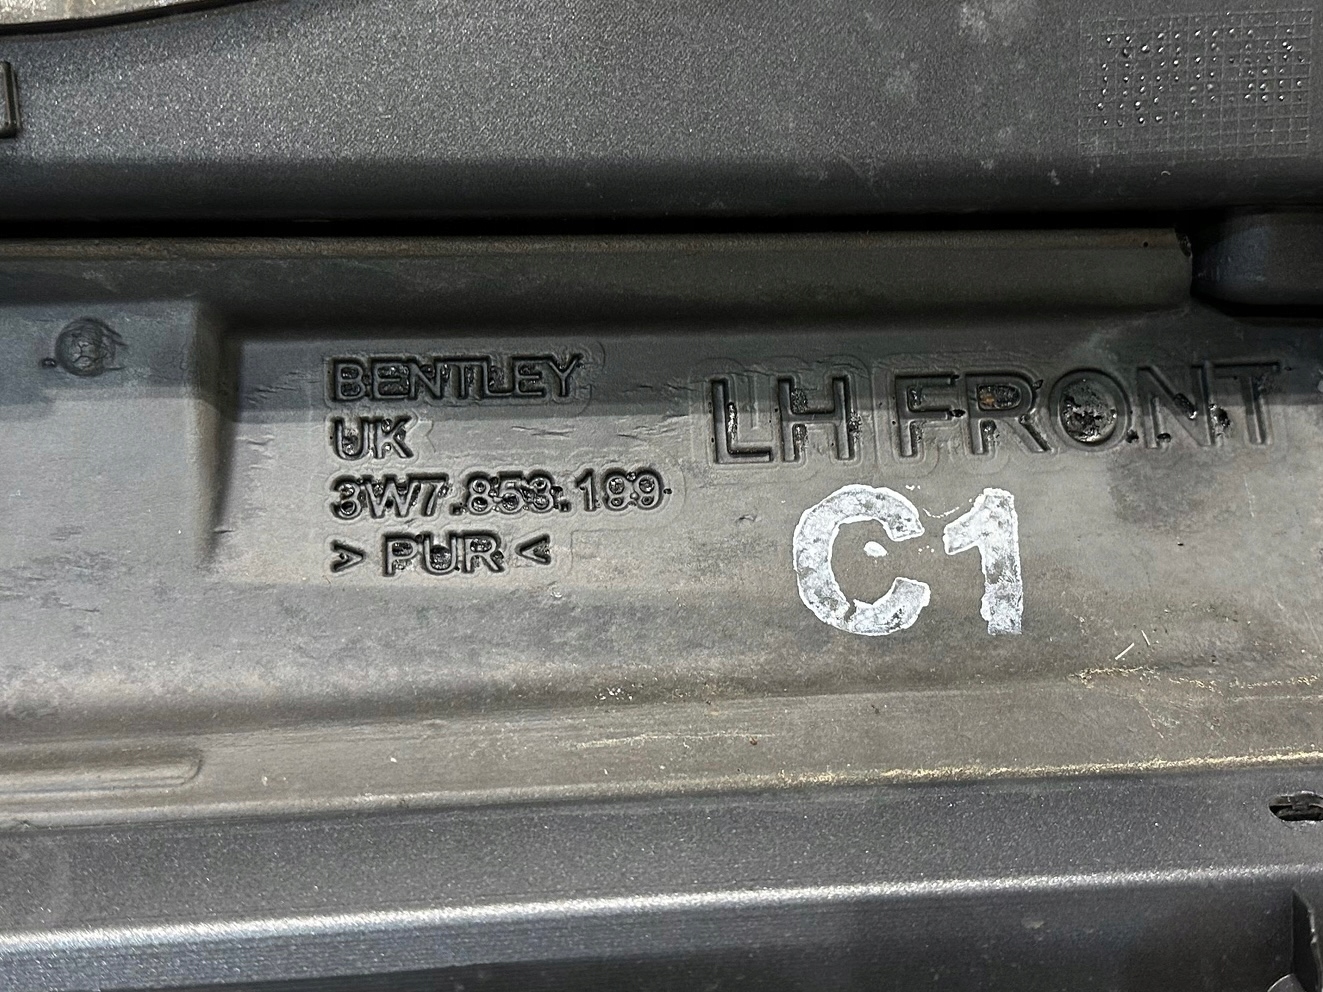 BENTLEY
UK
3W7.853.199
> PUR <
LH FRONT
C1